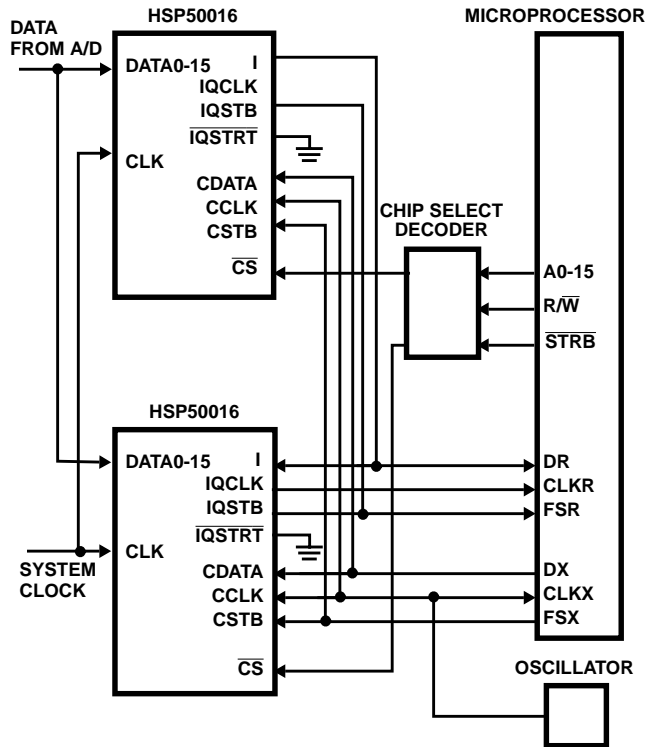 HSP50016
MICROPROCESSOR
DATA
FROM A/D
DATA0-15
I
IQCLK
IQSTB
IQSTRT
CLK
CDATA
CCLK
CSTB
CS
CHIP SELECT
DECODER
A0-15
R/W
STRB
HSP50016
DATA0-15
I
IQCLK
IQSTB
IQSTRT
CLK
CDATA
CCLK
CSTB
CS
SYSTEM
CLOCK
DR
CLKR
FSR
DX
CLKX
FSX
OSCILLATOR